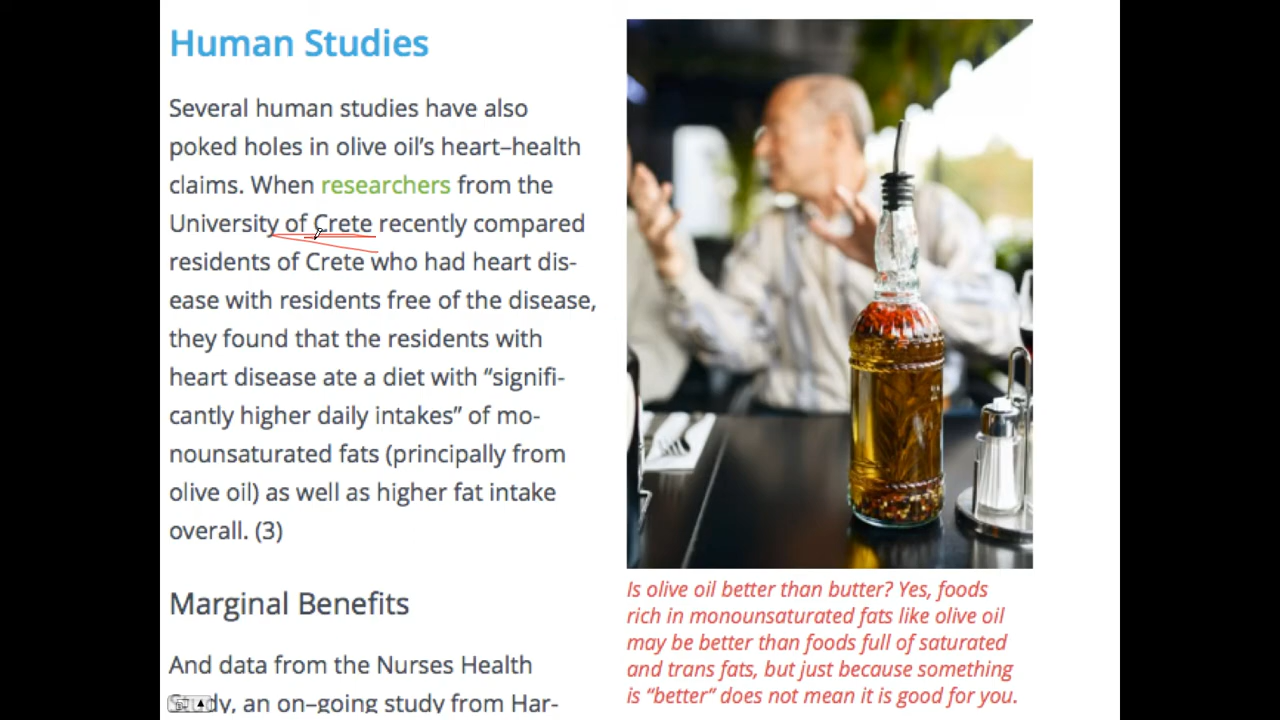 Human Studies
Several human studies have also
poked holes in olive oil's heart–health
claims. When researchers from the
University of Crete recently compared
residents of Crete who had heart dis-
ease with residents free of the disease,
they found that the residents with
heart disease ate a diet with “signifi-
cantly higher daily intakes” of mo-
nounsaturated fats (principally from
olive oil) as well as higher fat intake
overall. (3)
Marginal Benefits
And data from the Nurses Health
Study, an on–going study from Har-
Is olive oil better than butter? Yes, foods
rich in monounsaturated fats like olive oil
may be better than foods full of saturated
and trans fats, but just because something
is “better” does not mean it is good for you.